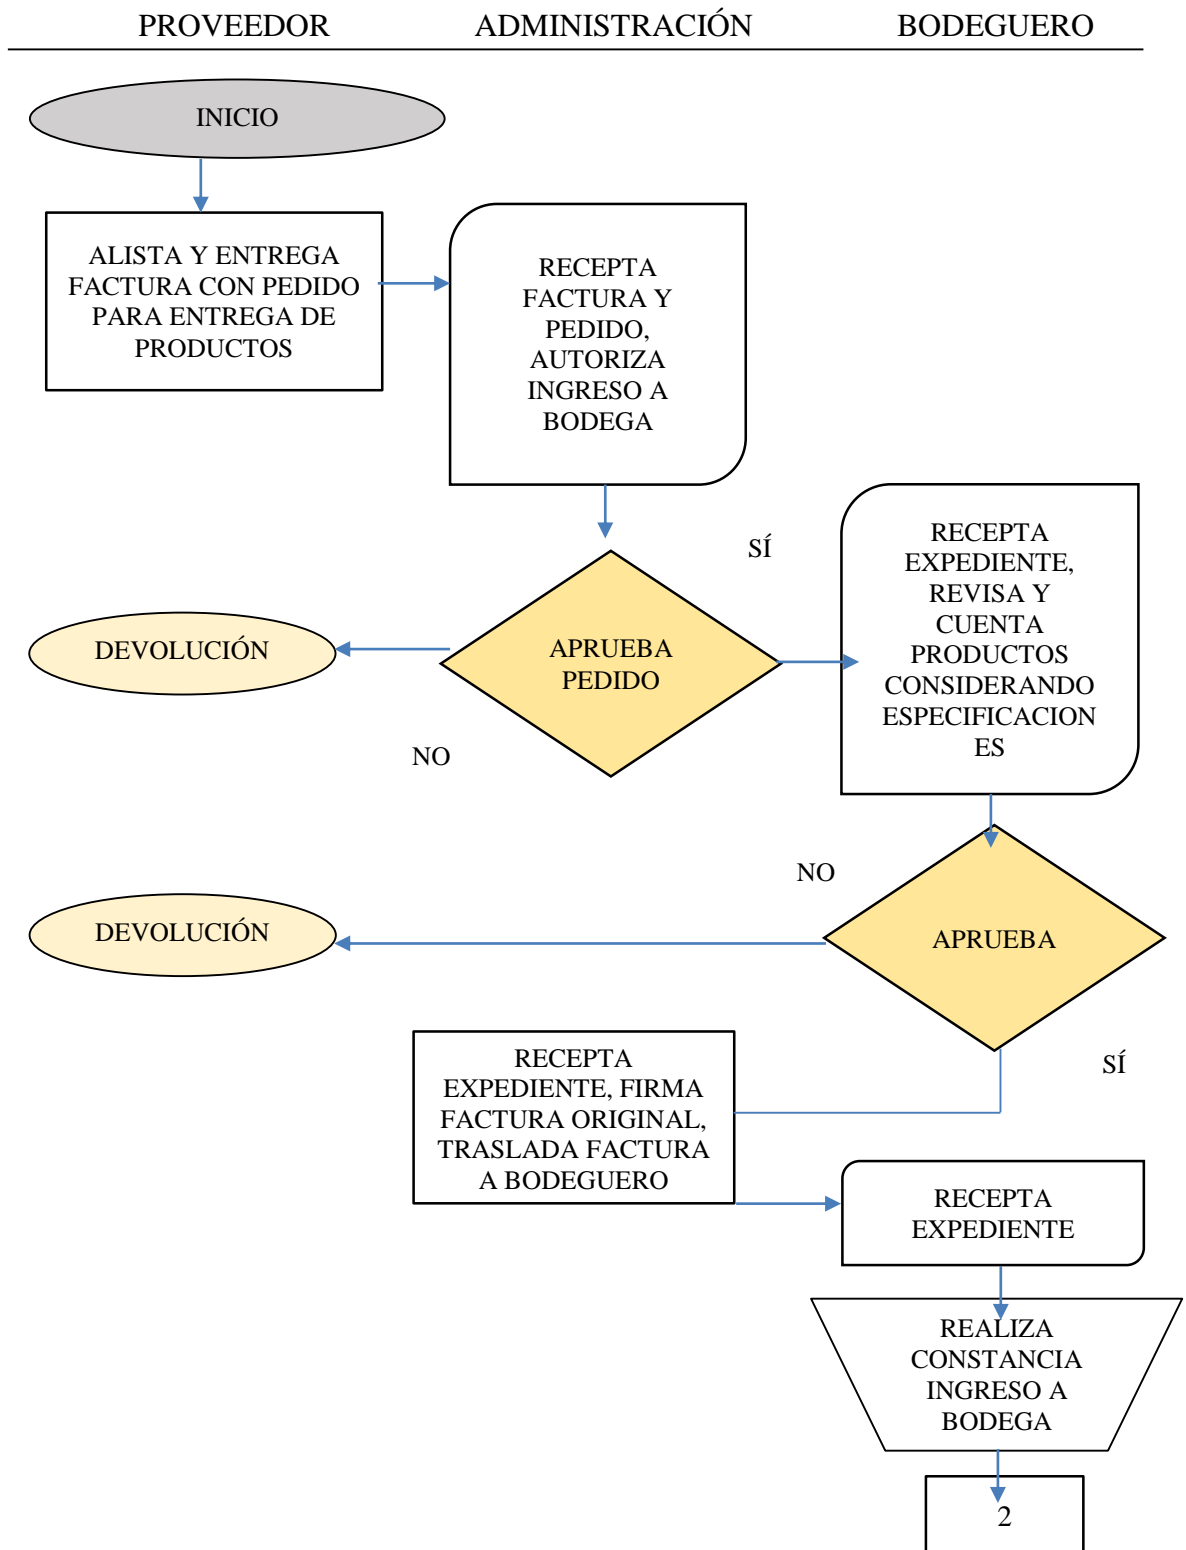 PROVEEDOR ADMINISTRACIÓN BODEGUERO
INICIO
ALISTA Y ENTREGA
FACTURA CON PEDIDO
PARA ENTREGA DE
PRODUCTOS
RECEPTA
FACTURA Y
PEDIDO,
AUTORIZA
INGRESO A
BODEGA
SÍ
RECEPTA
EXPEDIENTE,
REVISA Y
CUENTA
PRODUCTOS
CONSIDERANDO
ESPECIFICACION
ES
DEVOLUCIÓN
APRUEBA
PEDIDO
NO
NO
DEVOLUCIÓN
APRUEBA
SÍ
RECEPTA
EXPEDIENTE, FIRMA
FACTURA ORIGINAL,
TRASLADA FACTURA
A BODEGUERO
RECEPTA
EXPEDIENTE
REALIZA
CONSTANCIA
INGRESO A
BODEGA
2